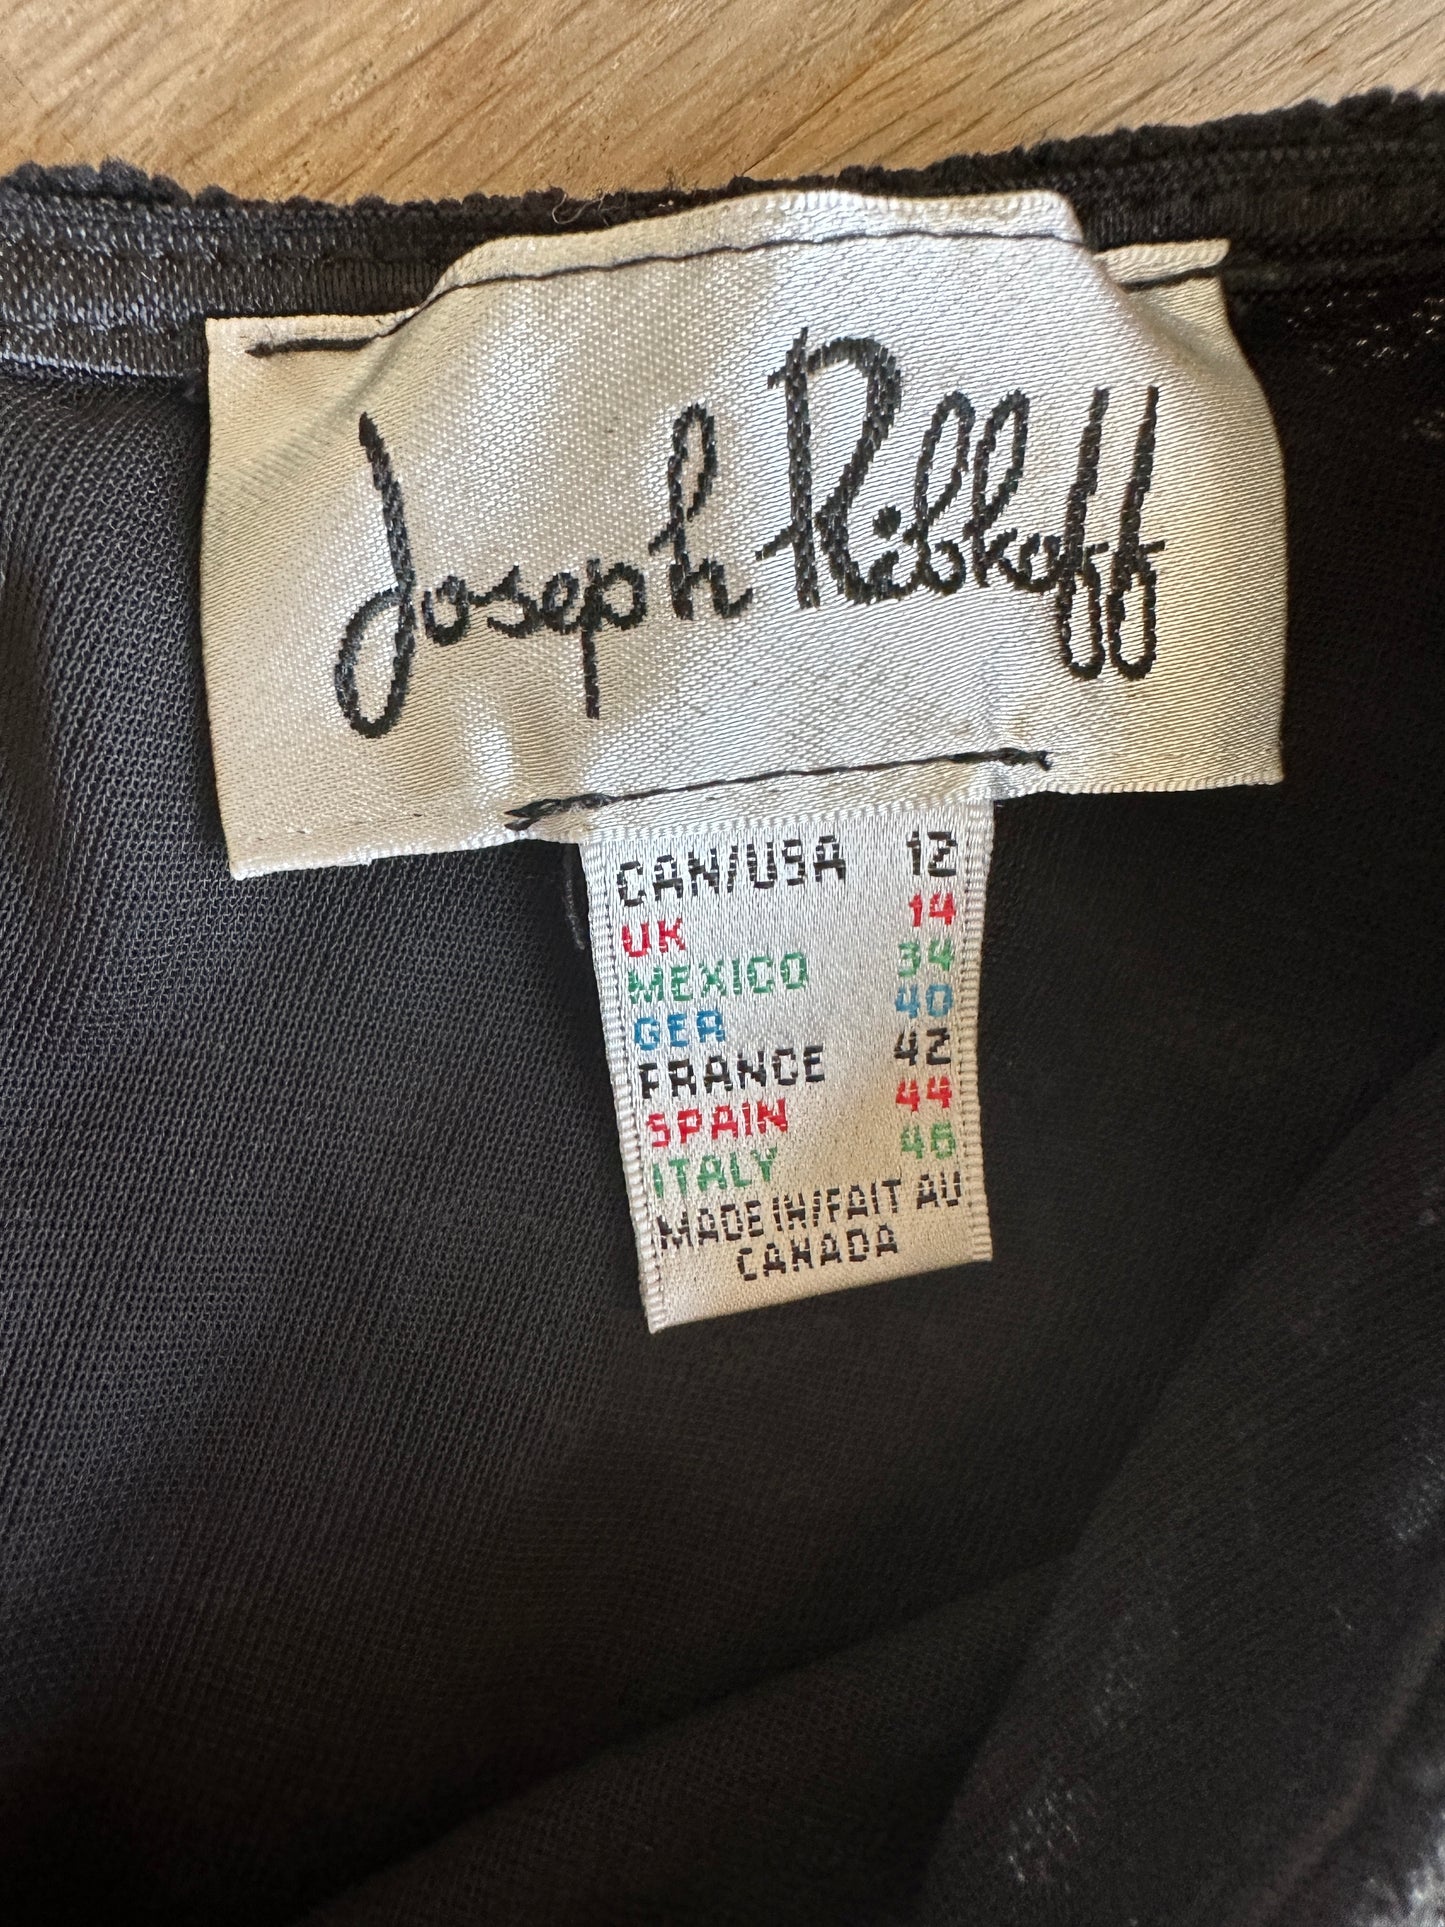 Joseph Ribkoff
CAN/USA 12
UK 14
MEXICO 34
GER 40
FRANCE 42
SPAIN 44
ITALY 46
MADE IN/FAIT AU
CANADA